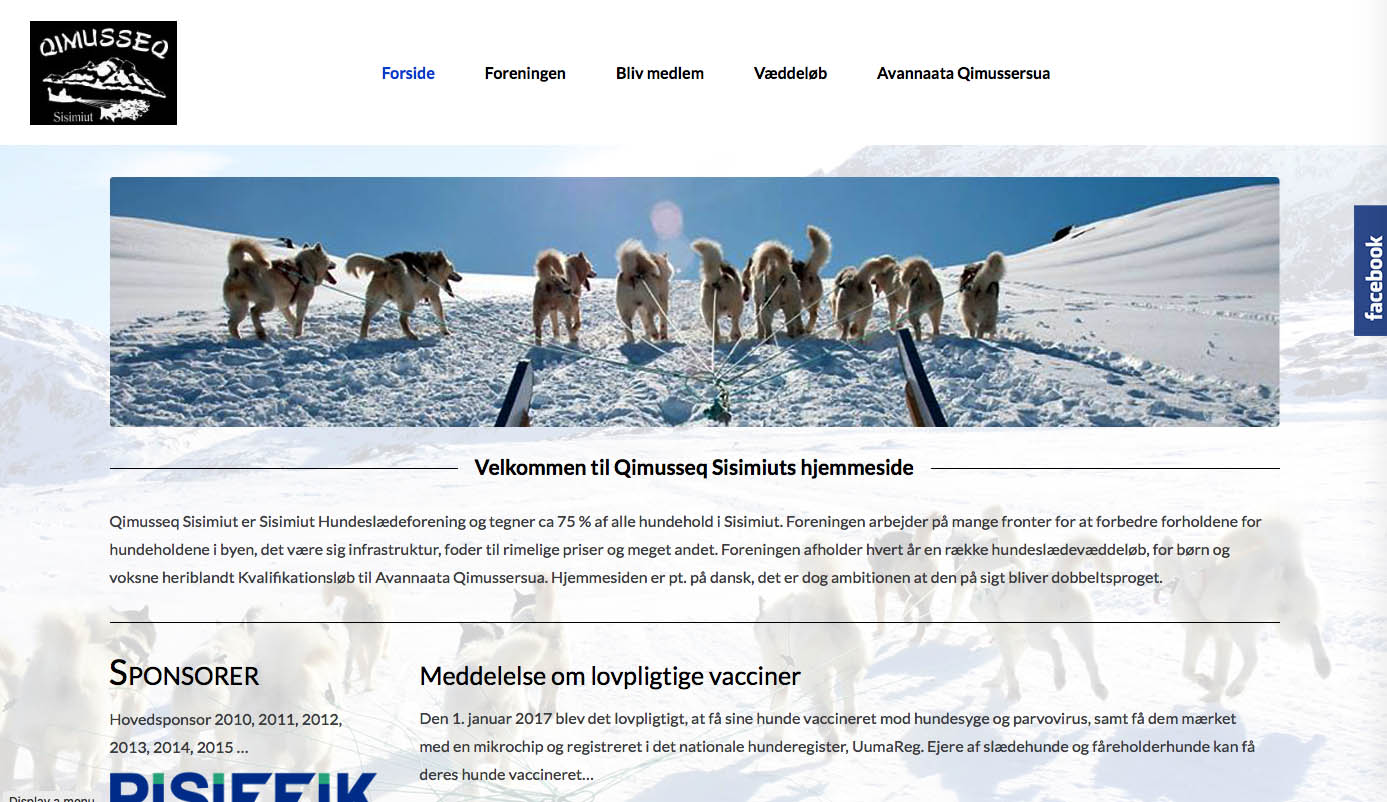 QIMUSSEQ
Sisimiut
Forside
Foreningen
Bliv medlem
Væddeløb
Avannaata Qimussersua
facebook
Velkommen til Qimusseq Sisimiuts hjemmeside
Qimusseq Sisimiut er Sisimiut Hundeslædeforening og tegner ca 75 % af alle hundehold i Sisimiut. Foreningen arbejder på mange fronter for at forbedre forholdene for
hundeholdene i byen, det være sig infrastruktur, foder til rimelige priser og meget andet. Foreningen afholder hvert år en række hundeslædevæddeløb, for børn og
voksne heriblandt Kvalifikationsløb til Avannaata Qimussersua. Hjemmesiden er pt. på dansk, det er dog ambitionen at den på sigt bliver dobbeltsproget.
Sponsorer
Hovedsponsor 2010, 2011, 2012,
2013, 2014, 2015 …
PISIFFIK
Meddelelse om lovpligtige vacciner
Den 1. januar 2017 blev det lovpligtigt, at få sine hunde vaccineret mod hundesyge og parvovirus, samt få dem mærket
med en mikrochip og registreret i det nationale hunderegister, UumaReg. Ejere af slædehunde og fåreholderhunde kan få
deres hunde vaccineret…
Display a menu